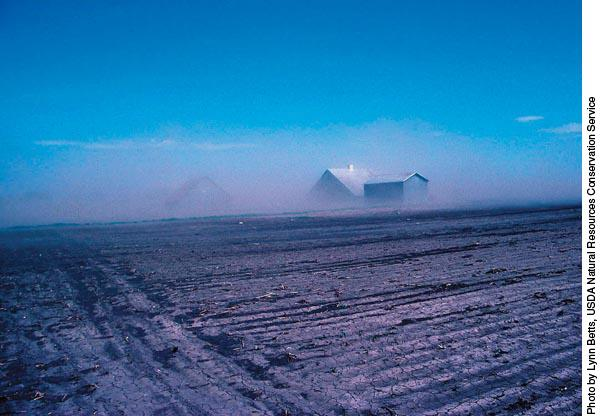 Photo by Lynn Betts, USDA Natural Resources Conservation Service